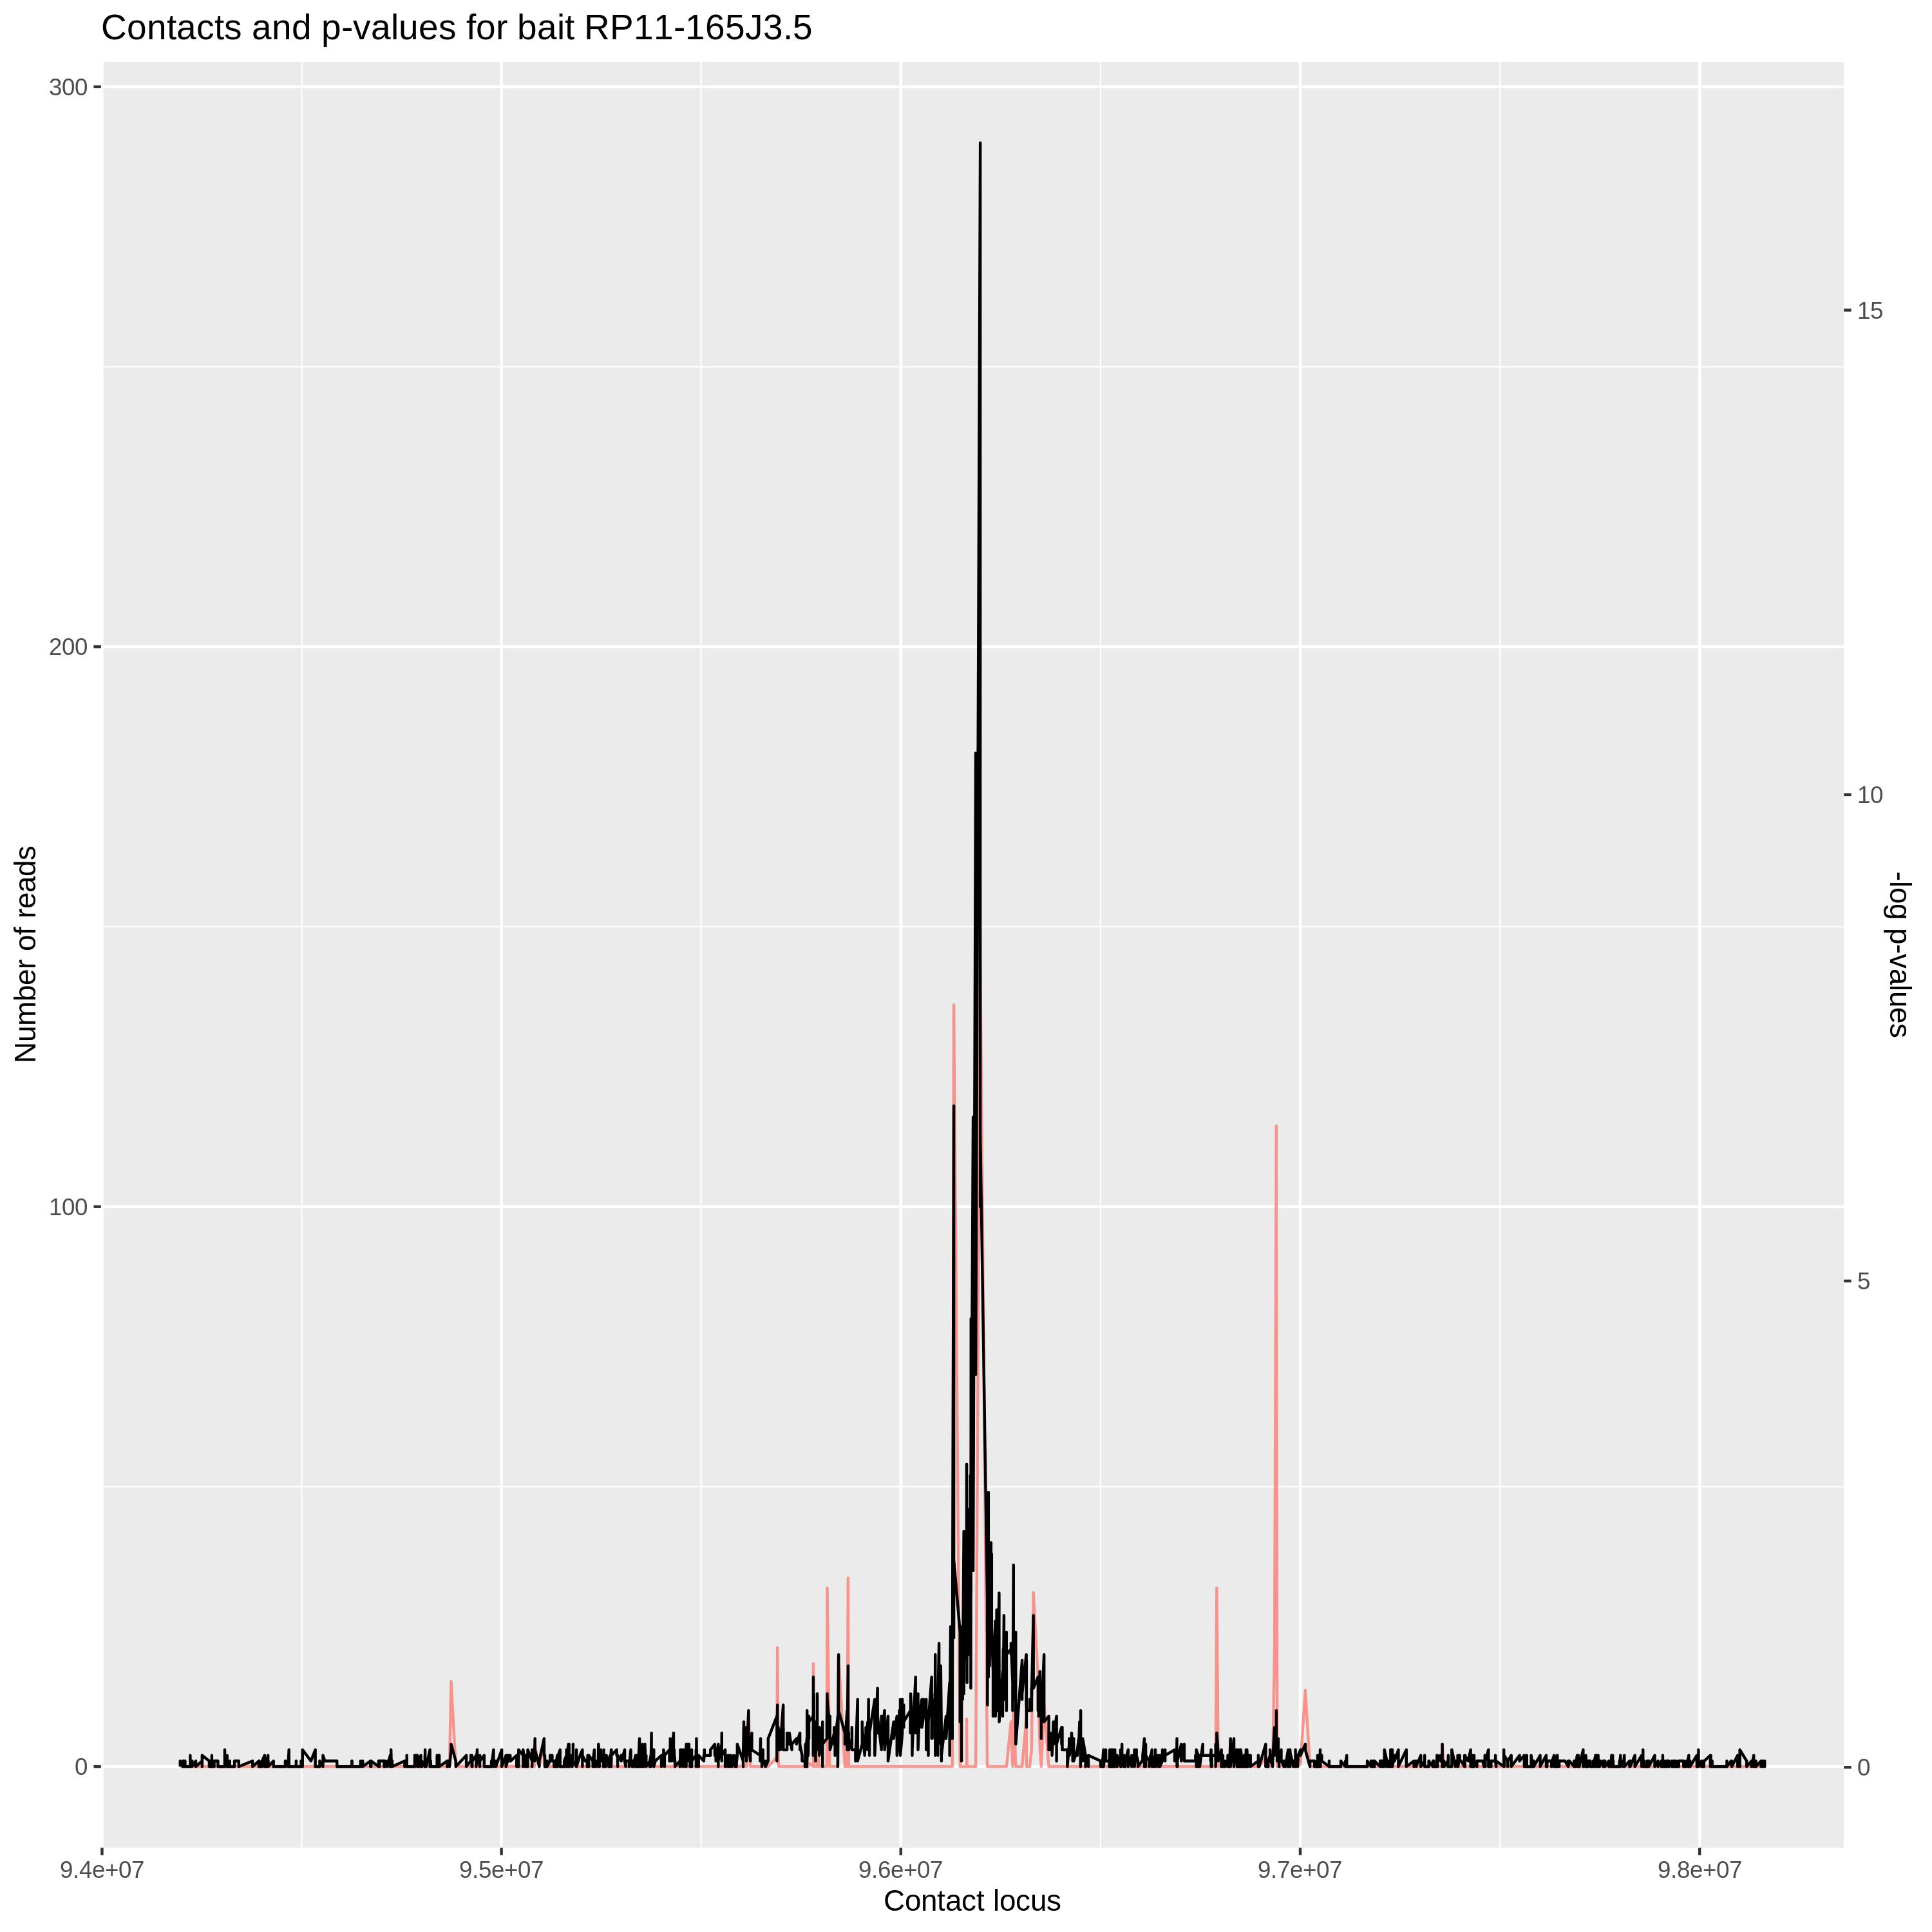 Contacts and p-values for bait RP11-165J3.5
300
200
100
0
Number of reads
15
10
5
0
-log p-values
9.4e+07 9.5e+07 9.6e+07 9.7e+07 9.8e+07
Contact locus